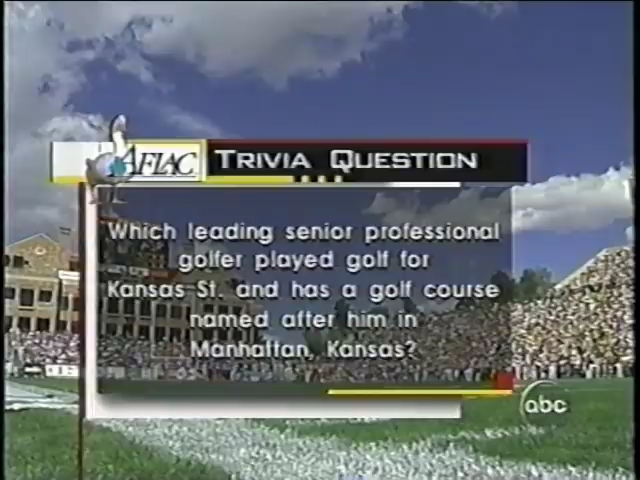 AFLAC TRIVIA QUESTION
Which leading senior professional
golfer played golf for
Kansas St. and has a golf course
named after him in
Manhattan, Kansas?
abc